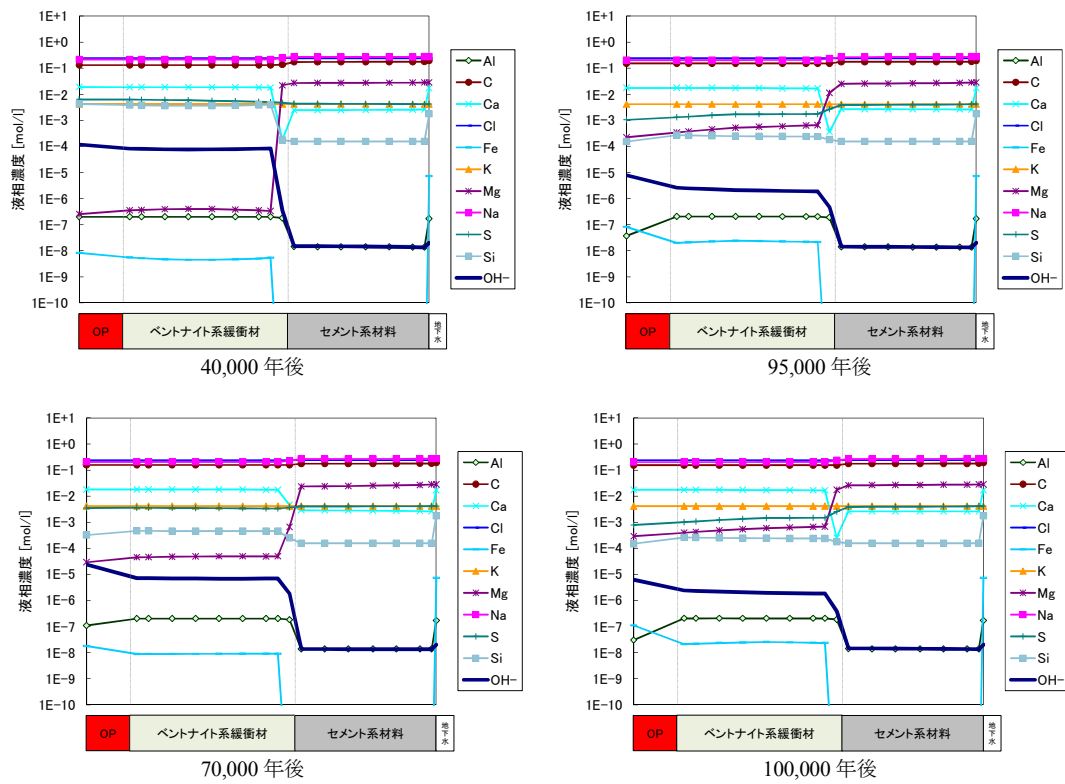 1E+1
1E+0
1E-1
1E-2
1E-3
1E-4
1E-5
1E-6
1E-7
1E-8
1E-9
1E-10
液相濃度 [mol/l]
Al
C
Ca
Cl
Fe
K
Mg
Na
S
Si
OH-
OP
ベントナイト系緩衝材
セメント系材料
地下水
40,000 年後
1E+1
1E+0
1E-1
1E-2
1E-3
1E-4
1E-5
1E-6
1E-7
1E-8
1E-9
1E-10
液相濃度 [mol/l]
Al
C
Ca
Cl
Fe
K
Mg
Na
S
Si
OH-
OP
ベントナイト系緩衝材
セメント系材料
地下水
95,000 年後
1E+1
1E+0
1E-1
1E-2
1E-3
1E-4
1E-5
1E-6
1E-7
1E-8
1E-9
1E-10
液相濃度 [mol/l]
Al
C
Ca
Cl
Fe
K
Mg
Na
S
Si
OH-
OP
ベントナイト系緩衝材
セメント系材料
地下水
70,000 年後
1E+1
1E+0
1E-1
1E-2
1E-3
1E-4
1E-5
1E-6
1E-7
1E-8
1E-9
1E-10
液相濃度 [mol/l]
Al
C
Ca
Cl
Fe
K
Mg
Na
S
Si
OH-
OP
ベントナイト系緩衝材
セメント系材料
地下水
100,000 年後